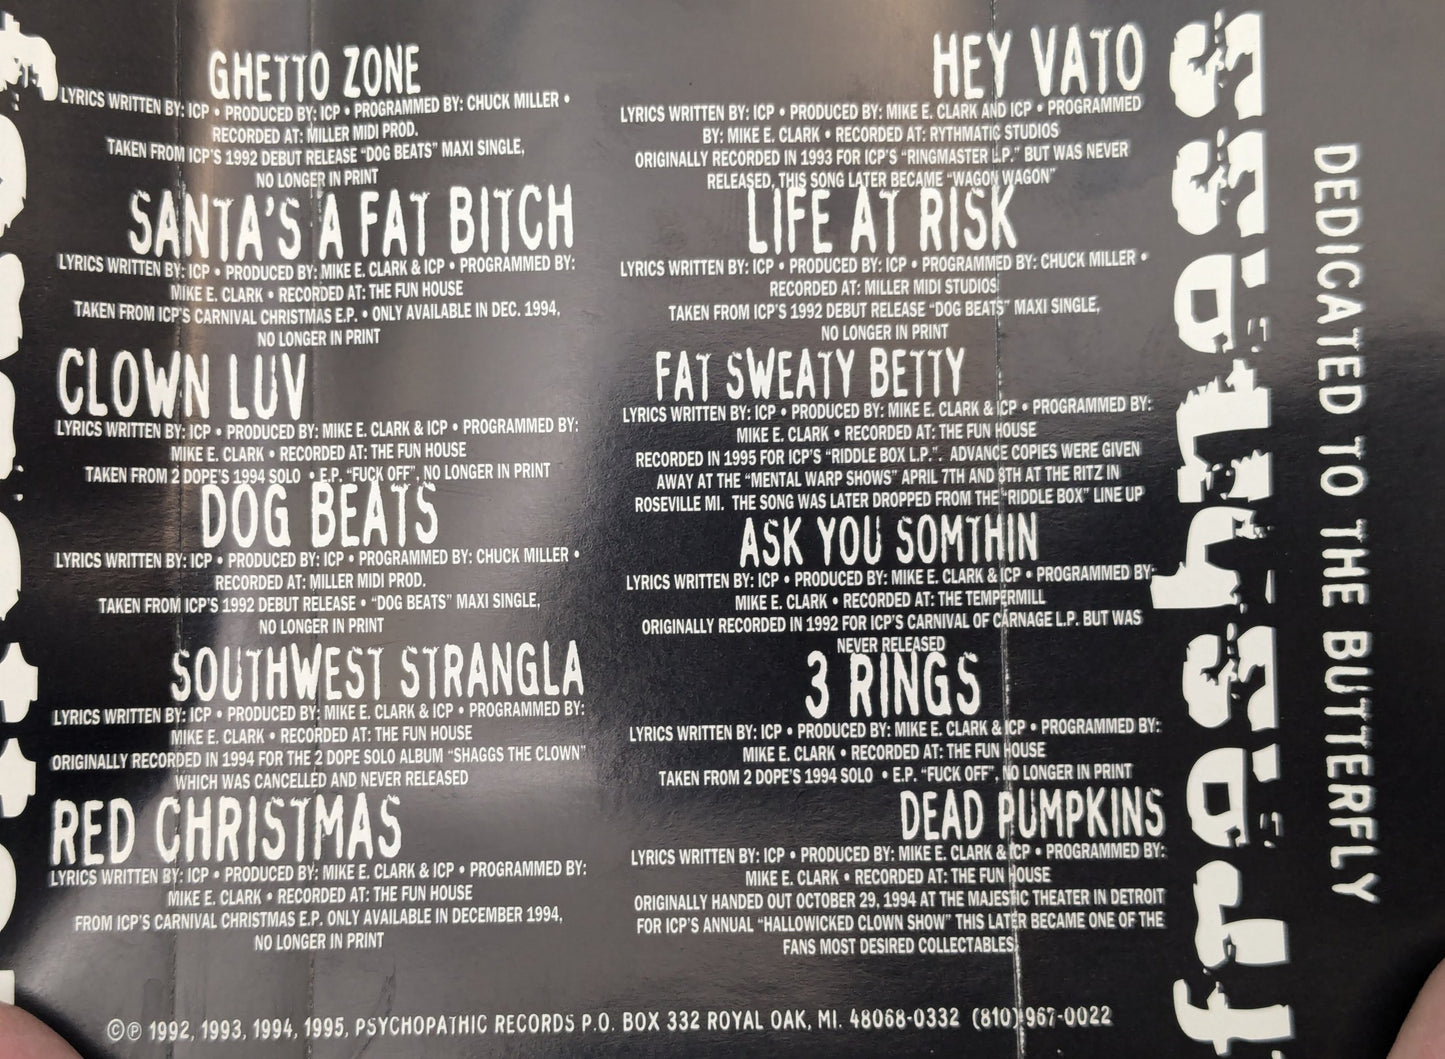 GHETTO ZONE
LYRICS WRITTEN BY: ICP • PRODUCED BY: ICP • PROGRAMMED BY: CHUCK MILLER •
RECORDED AT: MILLER MIDI PROD.
TAKEN FROM ICP'S 1992 DEBUT RELEASE "DOG BEATS" MAXI SINGLE,
NO LONGER IN PRINT
SANTA'S A FAT BITCH
LYRICS WRITTEN BY: ICP • PRODUCED BY: MIKE E. CLARK & ICP • PROGRAMMED BY:
MIKE E. CLARK • RECORDED AT: THE FUN HOUSE
TAKEN FROM ICP'S CARNIVAL CHRISTMAS E.P. • ONLY AVAILABLE IN DEC. 1994,
NO LONGER IN PRINT
CLOWN LUV
LYRICS WRITTEN BY: ICP • PRODUCED BY: MIKE E. CLARK & ICP • PROGRAMMED BY:
MIKE E. CLARK • RECORDED AT: THE FUN HOUSE
TAKEN FROM 2 DOPE'S 1994 SOLO • E.P. "FUCK OFF", NO LONGER IN PRINT
DOG BEATS
LYRICS WRITTEN BY: ICP • PRODUCED BY: ICP • PROGRAMMED BY: CHUCK MILLER •
RECORDED AT: MILLER MIDI PROD.
TAKEN FROM ICP'S 1992 DEBUT RELEASE • "DOG BEATS" MAXI SINGLE,
NO LONGER IN PRINT
SOUTHWEST STRANGLA
LYRICS WRITTEN BY: ICP • PRODUCED BY: MIKE E. CLARK & ICP • PROGRAMMED BY:
MIKE E. CLARK • RECORDED AT: THE FUN HOUSE
ORIGINALLY RECORDED IN 1994 FOR THE 2 DOPE SOLO ALBUM "SHAGGS THE CLOWN"
WHICH WAS CANCELLED AND NEVER RELEASED
RED CHRISTMAS
LYRICS WRITTEN BY: ICP • PRODUCED BY: MIKE E. CLARK & ICP • PROGRAMMED BY:
MIKE E. CLARK • RECORDED AT: THE FUN HOUSE
FROM ICP'S CARNIVAL CHRISTMAS E.P. ONLY AVAILABLE IN DECEMBER 1994,
NO LONGER IN PRINT
HEY VATO
LYRICS WRITTEN BY: ICP • PRODUCED BY: MIKE E. CLARK AND ICP • PROGRAMMED
BY: MIKE E. CLARK • RECORDED AT: RYTHMATIC STUDIOS
ORIGINALLY RECORDED IN 1993 FOR ICP'S "RINGMASTER L.P." BUT WAS NEVER
RELEASED, THIS SONG LATER BECAME "WAGON WAGON"
LIFE AT RISK
LYRICS WRITTEN BY: ICP • PRODUCED BY: ICP • PROGRAMMED BY: CHUCK MILLER •
RECORDED AT: MILLER MIDI STUDIOS
TAKEN FROM ICP'S 1992 DEBUT RELEASE "DOG BEATS" MAXI SINGLE,
NO LONGER IN PRINT
FAT SWEATY BETTY
LYRICS WRITTEN BY: ICP • PRODUCED BY: MIKE E. CLARK & ICP • PROGRAMMED BY:
MIKE E. CLARK • RECORDED AT: THE FUN HOUSE
RECORDED IN 1995 FOR ICP'S "RIDDLE BOX L.P.". ADVANCE COPIES WERE GIVEN
AWAY AT THE "MENTAL WARP SHOWS" APRIL 7TH AND 8TH AT THE RITZ IN
ROSEVILLE MI. THE SONG WAS LATER DROPPED FROM THE "RIDDLE BOX" LINE UP
ASK YOU SOMTHIN
LYRICS WRITTEN BY: ICP • PRODUCED BY: MIKE E. CLARK & ICP • PROGRAMMED BY:
MIKE E. CLARK • RECORDED AT: THE TEMPERMILL
ORIGINALLY RECORDED IN 1992 FOR ICP'S CARNIVAL OF CARNAGE L.P. BUT WAS
NEVER RELEASED
3 RINGS
LYRICS WRITTEN BY: ICP • PRODUCED BY: MIKE E. CLARK & ICP • PROGRAMMED BY:
MIKE E. CLARK • RECORDED AT: THE FUN HOUSE
TAKEN FROM 2 DOPE'S 1994 SOLO • E.P. "FUCK OFF", NO LONGER IN PRINT
DEAD PUMPKINS
LYRICS WRITTEN BY: ICP • PRODUCED BY: MIKE E. CLARK & ICP • PROGRAMMED BY:
MIKE E. CLARK • RECORDED AT: THE FUN HOUSE
ORIGINALLY HANDED OUT OCTOBER 29, 1994 AT THE MAJESTIC THEATER IN DETROIT
FOR ICP'S ANNUAL "HALLOWICKED CLOWN SHOW" THIS LATER BECAME ONE OF THE
FANS MOST DESIRED COLLECTABLES
DEDICATED TO THE BUTTERFLY
©℗ 1992, 1993, 1994, 1995, PSYCHOPATHIC RECORDS P.O. BOX 332 ROYAL OAK, MI. 48068-0332 (810) 967-0022